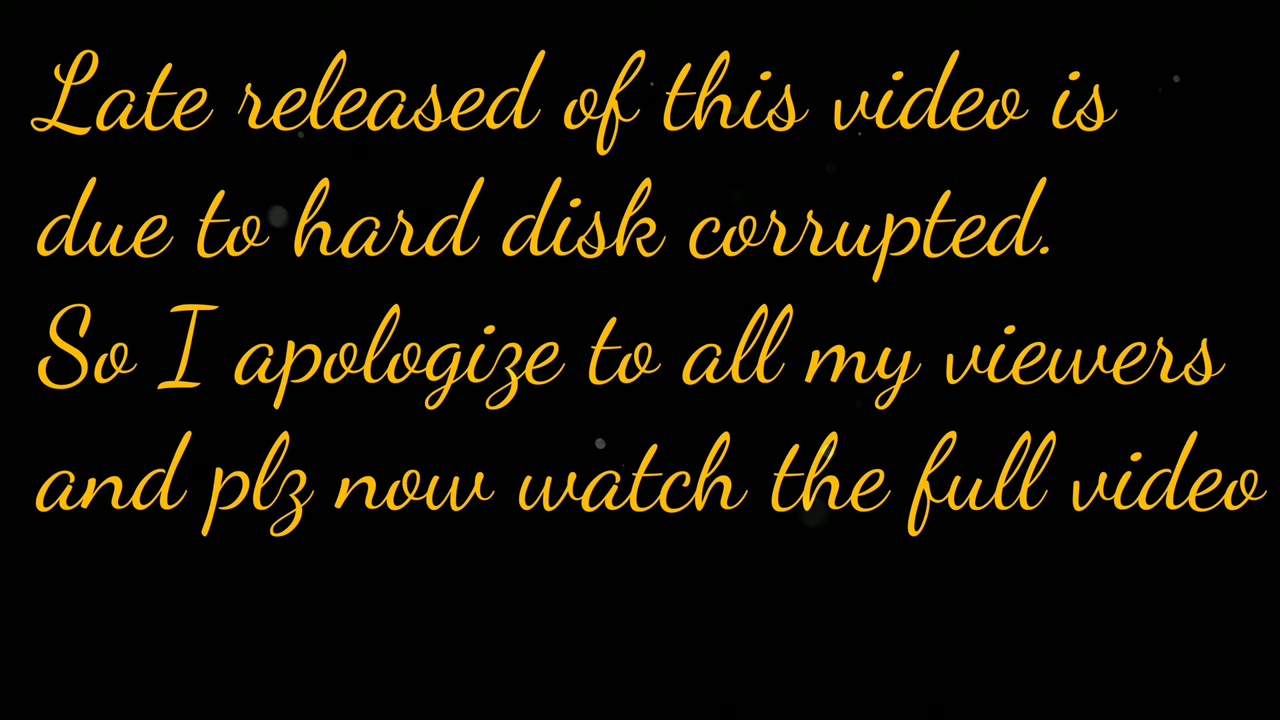 Late released of this video is
due to hard disk corrupted.
So I apologize to all my viewers
and plz now watch the full video